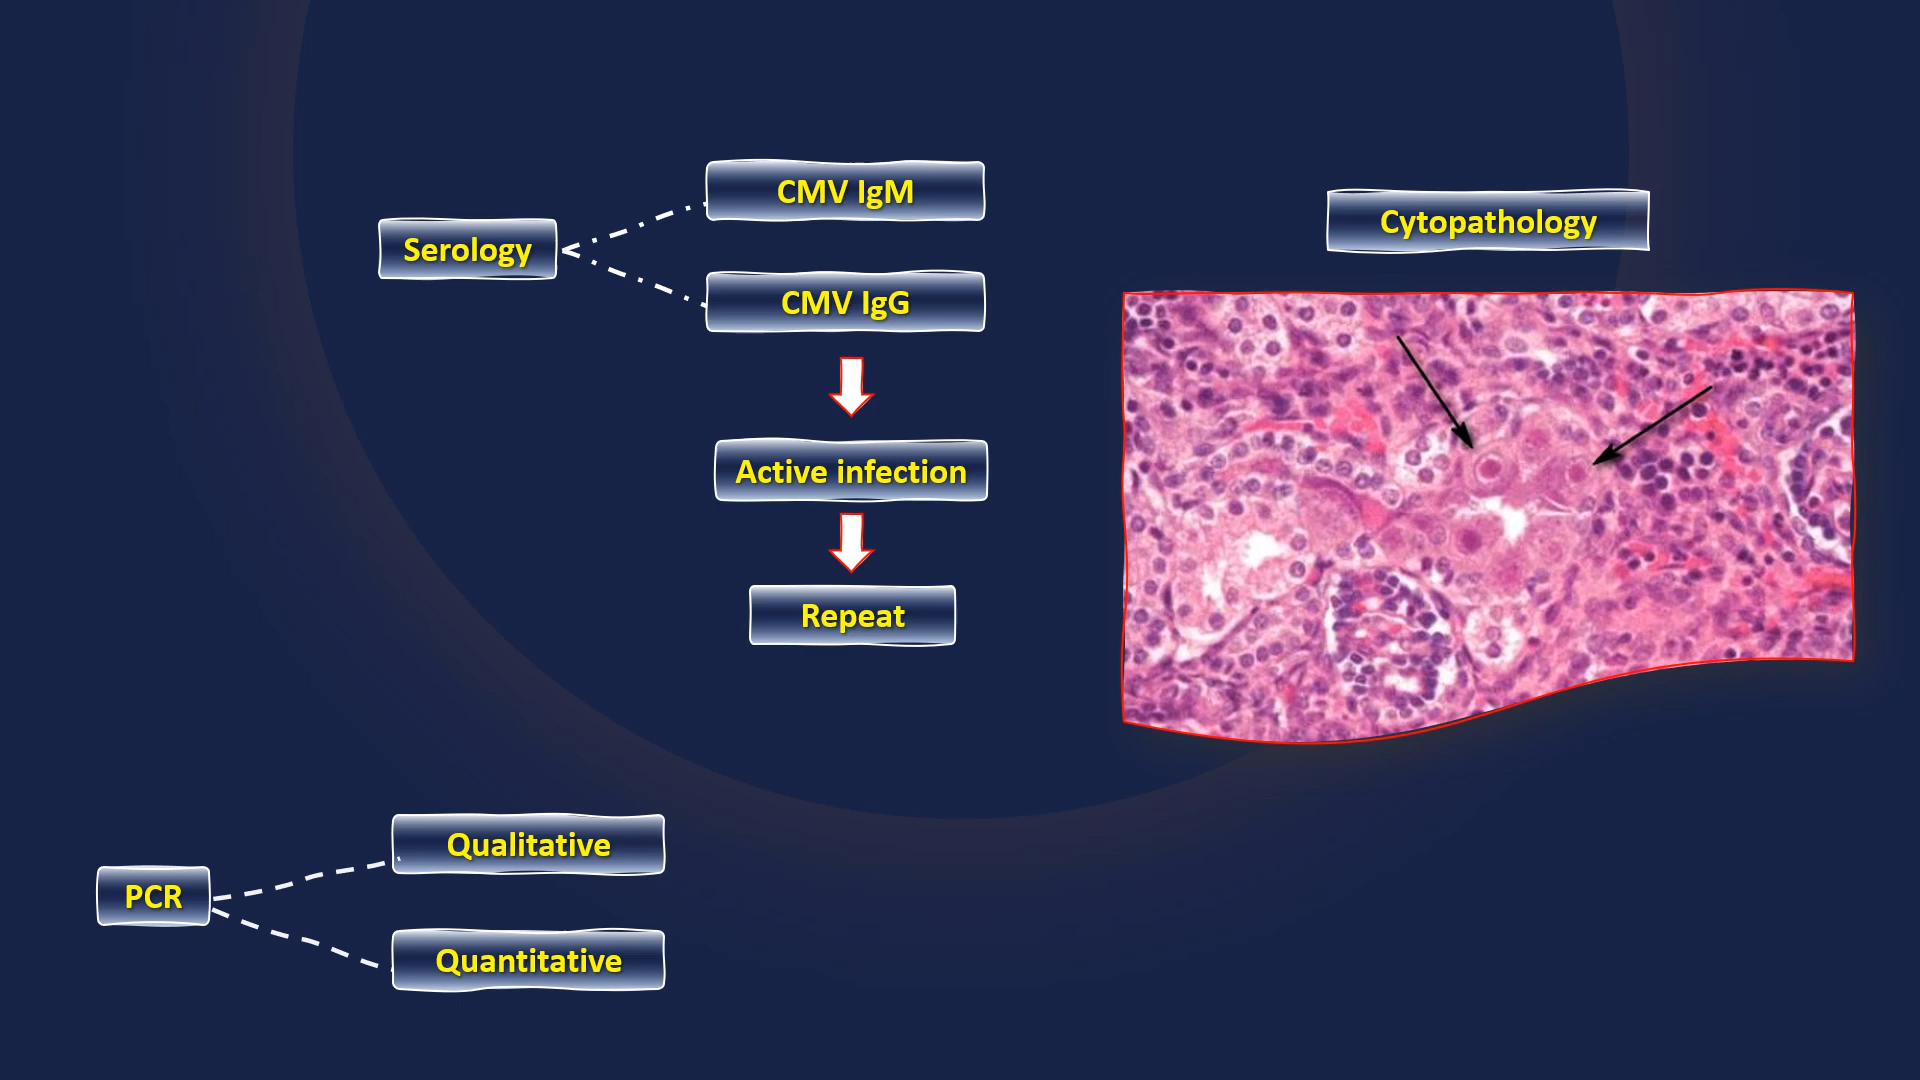 Serology
CMV IgM
CMV IgG
Active infection
Repeat
Cytopathology
PCR
Qualitative
Quantitative